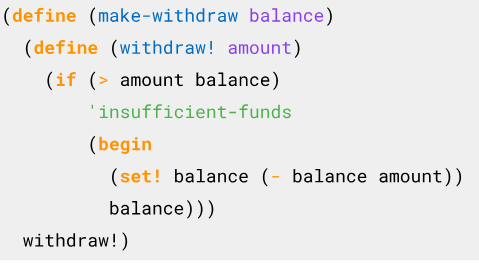 (define (make-withdraw balance)
  (define (withdraw! amount)
    (if (> amount balance)
        'insufficient-funds
        (begin
          (set! balance (- balance amount))
          balance)))
  withdraw!)